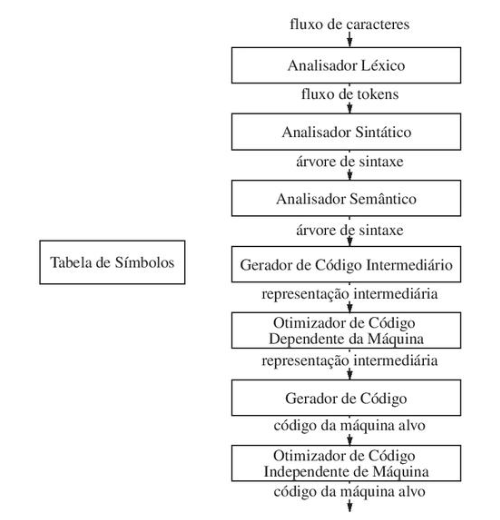 fluxo de caracteres
Analisador Léxico
fluxo de tokens
Analisador Sintático
árvore de sintaxe
Analisador Semântico
árvore de sintaxe
Tabela de Símbolos
Gerador de Código Intermediário
representação intermediária
Otimizador de Código
Dependente da Máquina
representação intermediária
Gerador de Código
código da máquina alvo
Otimizador de Código
Independente de Máquina
código da máquina alvo